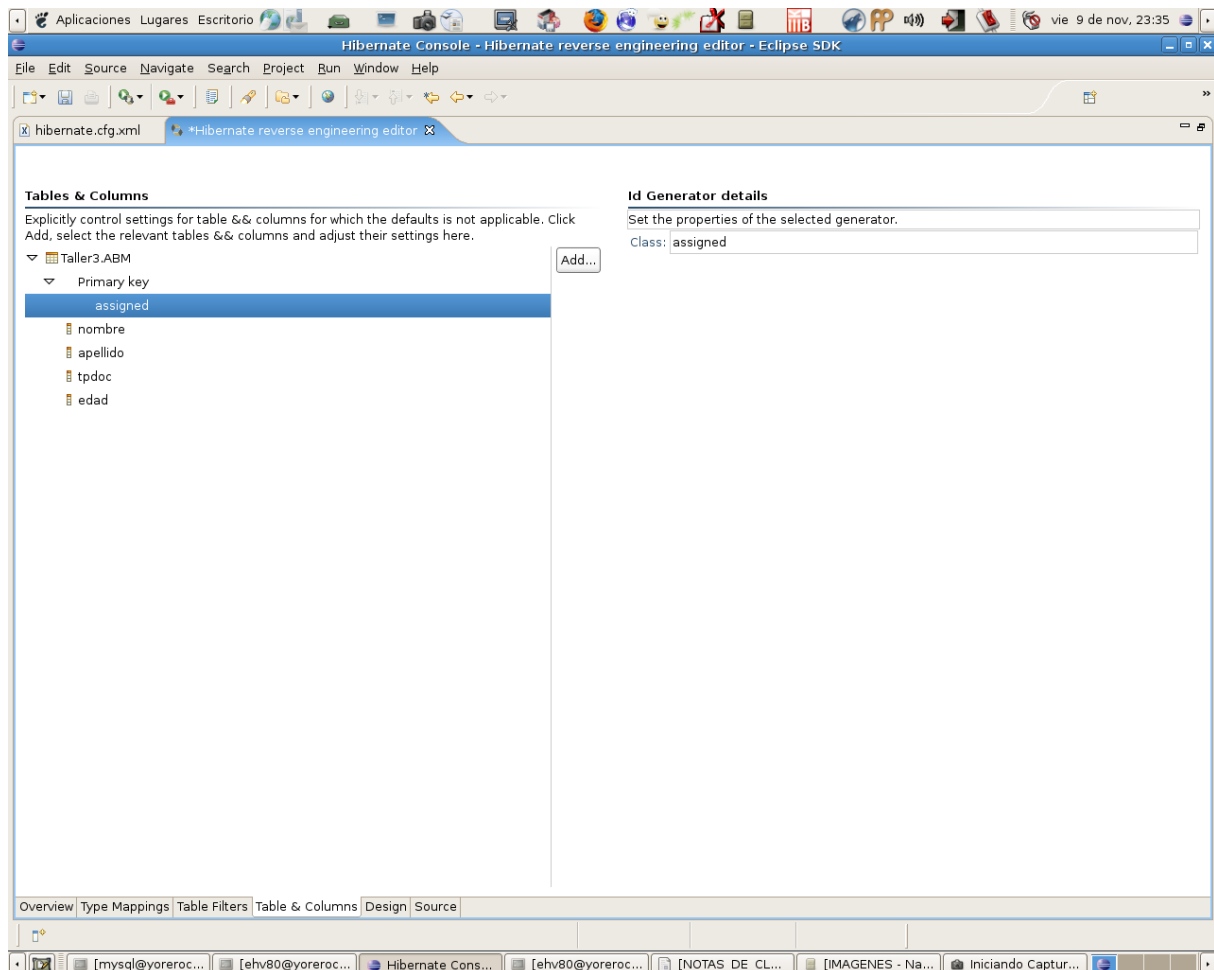 Aplicaciones Lugares Escritorio vie 9 de nov, 23:35
Hibernate Console - Hibernate reverse engineering editor - Eclipse SDK
File Edit Source Navigate Search Project Run Window Help
hibernate.cfg.xml *Hibernate reverse engineering editor
Tables & Columns
Explicitly control settings for table && columns for which the defaults is not applicable. Click
Add, select the relevant tables && columns and adjust their settings here.
Taller3.ABM
Primary key
assigned
nombre
apellido
tpdoc
edad
Add...
Id Generator details
Set the properties of the selected generator.
Class: assigned
Overview Type Mappings Table Filters Table & Columns Design Source
[mysql@yoreroc... [ehv80@yoreroc... Hibernate Cons... [ehv80@yoreroc... [NOTAS_DE_CL... [IMAGENES - Na... Iniciando Captur...